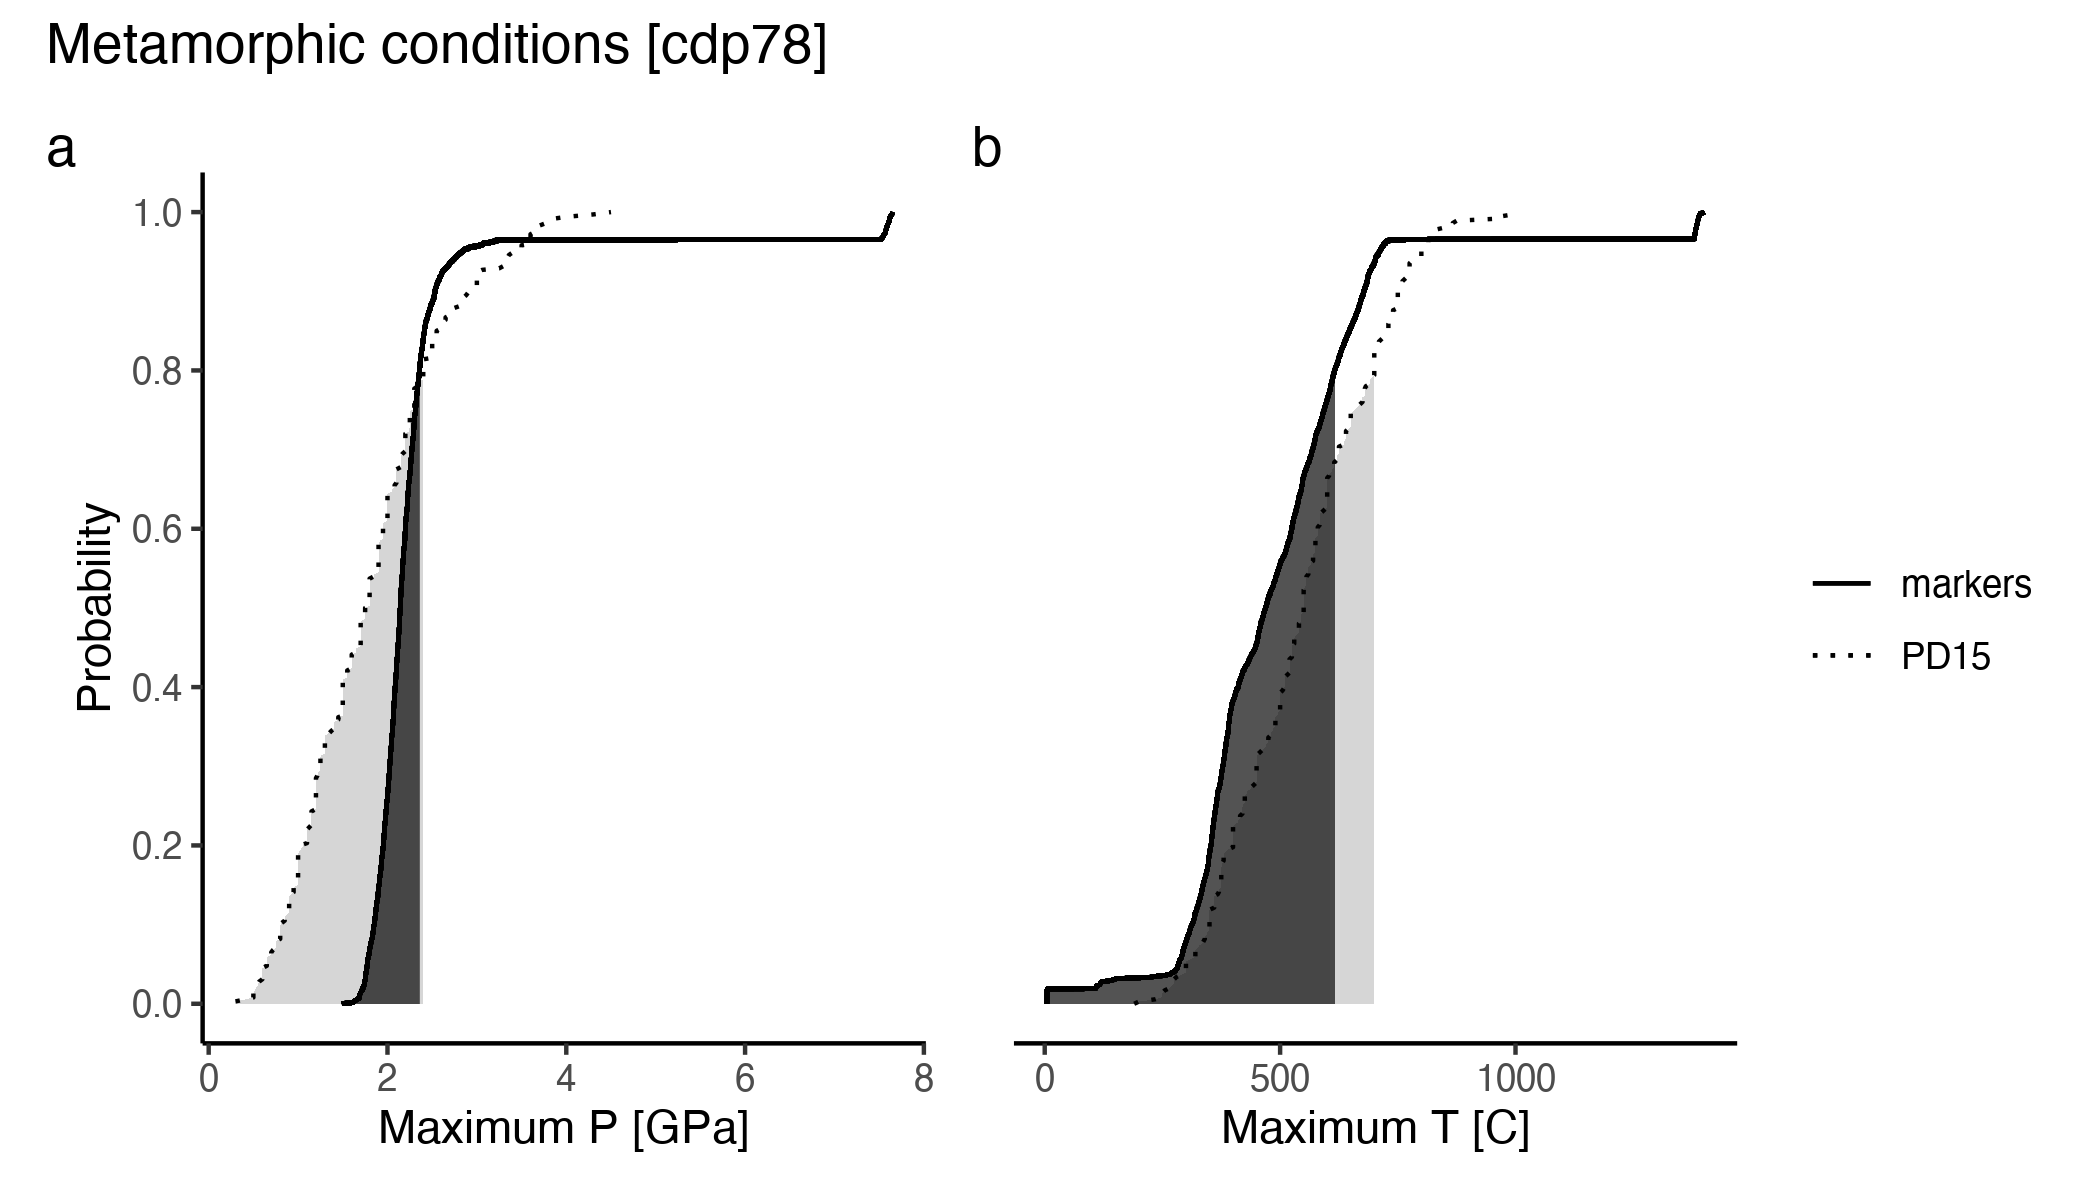 Metamorphic conditions [cdp78]
a
b
Probability
1.0
0.8
0.6
0.4
0.2
0.0
0 2 4 6 8
Maximum P [GPa]
0 500 1000
Maximum T [C]
markers
PD15